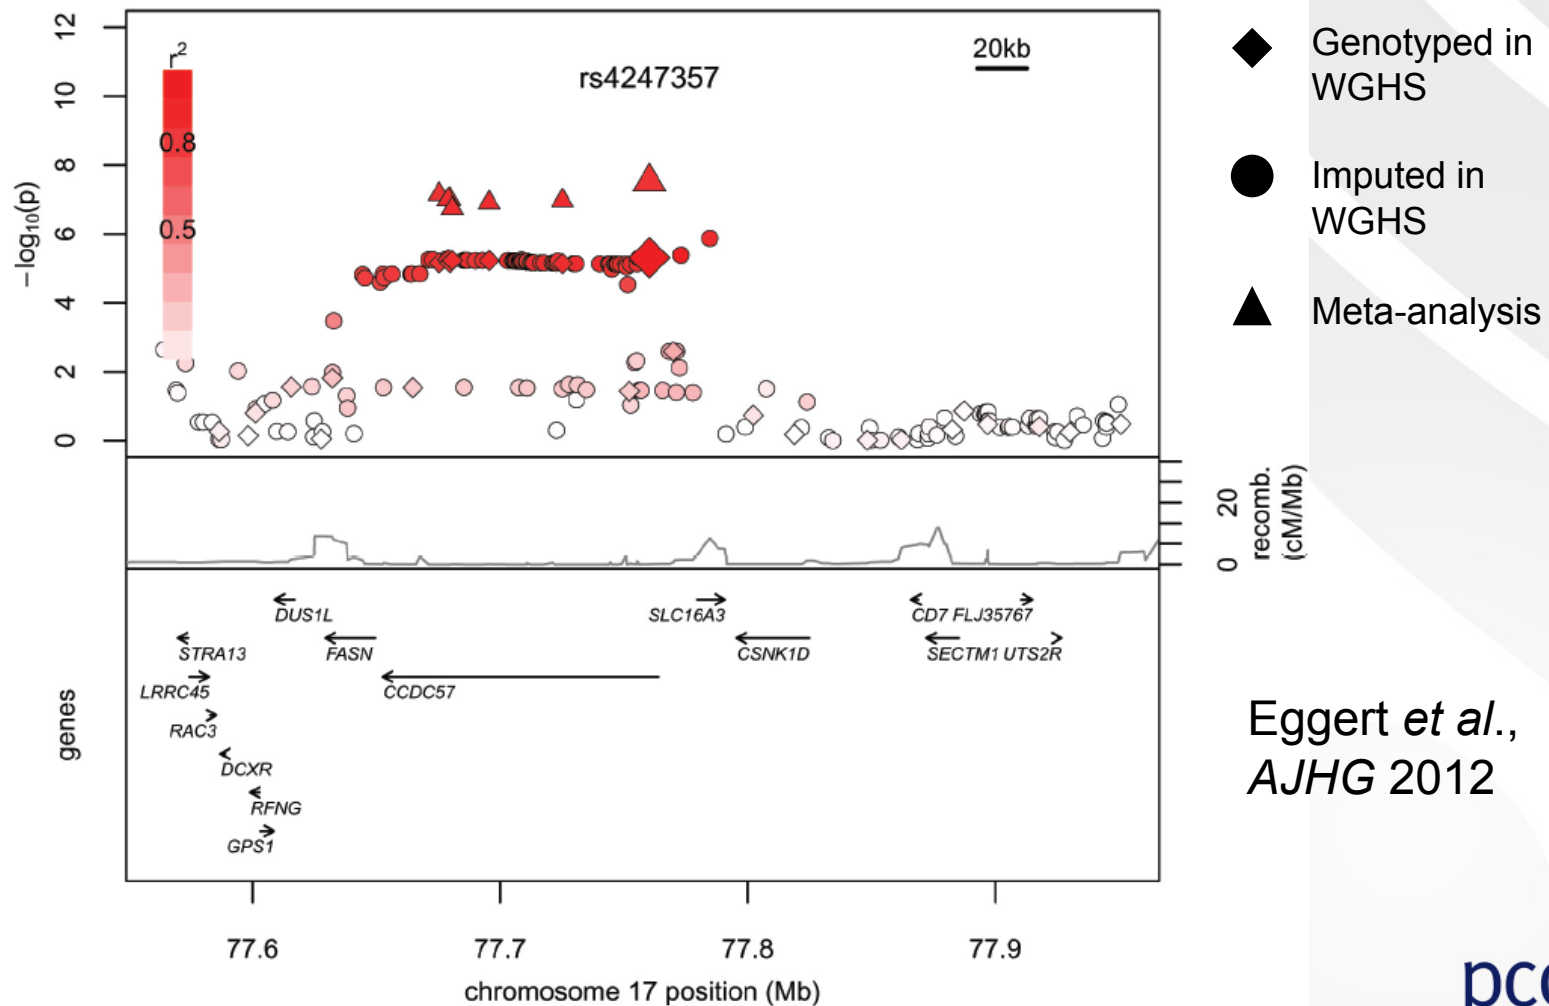 12
10
8
6
4
2
0
−log10(p)
r2
0.8
0.5
rs4247357
20kb
Genotyped in
WGHS
Imputed in
WGHS
Meta-analysis
20
0
recomb.
(cM/Mb)
genes
DUS1L
SLC16A3
CD7 FLJ35767
STRA13
FASN
CSNK1D
SECTM1 UTS2R
LRRC45
CCDC57
RAC3
DCXR
RFNG
GPS1
77.6
77.7
77.8
77.9
chromosome 17 position (Mb)
Eggert et al.,
AJHG 2012